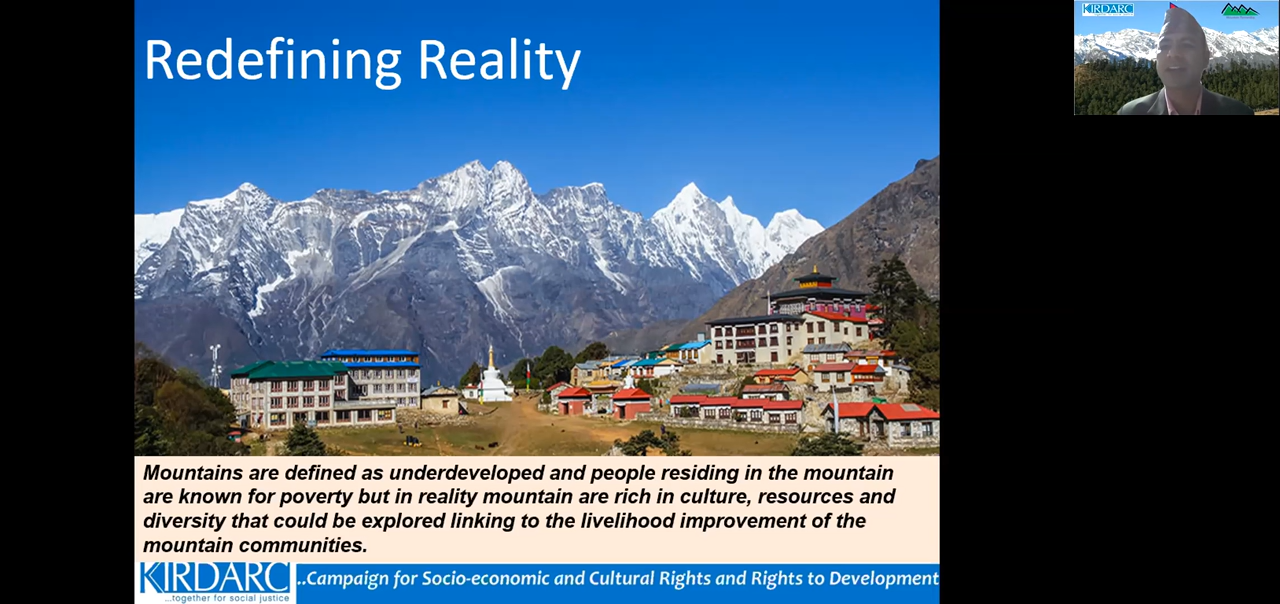 Redefining Reality
Mountains are defined as underdeveloped and people residing in the mountain
are known for poverty but in reality mountain are rich in culture, resources and
diversity that could be explored linking to the livelihood improvement of the
mountain communities.
KIRDARC
...together for social justice
..Campaign for Socio-economic and Cultural Rights and Rights to Development
KIRDARC